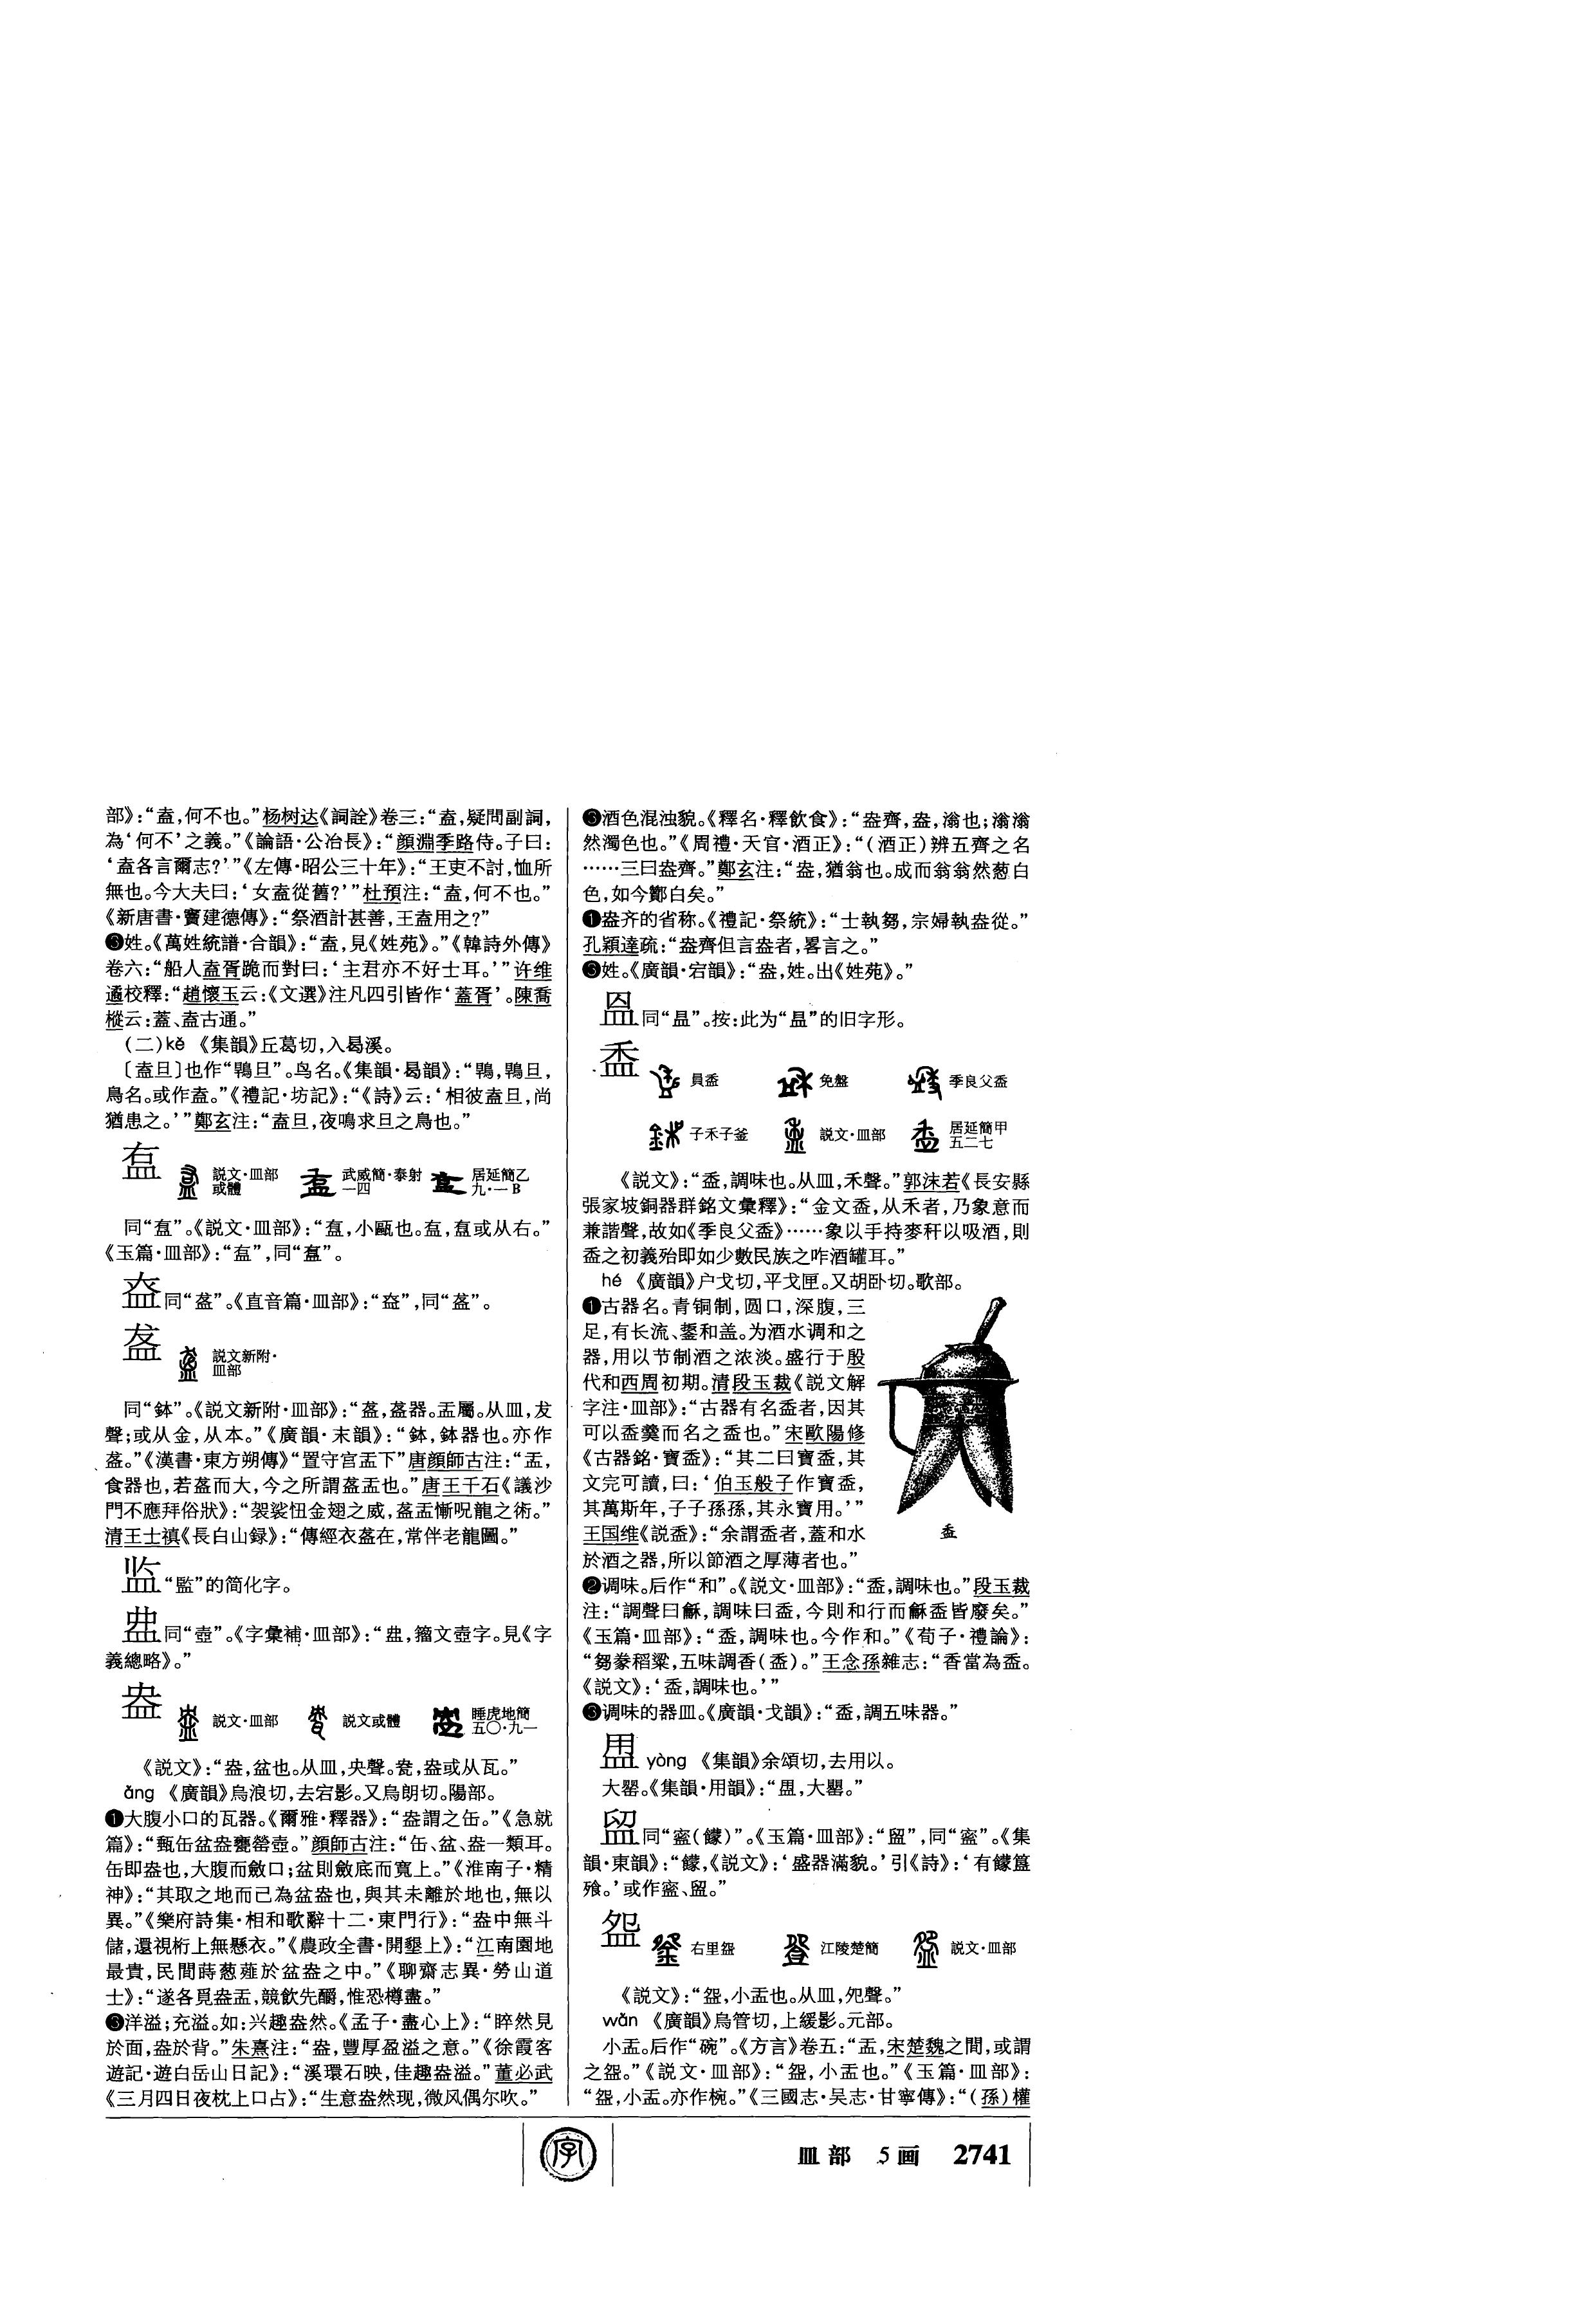 部》：“盍，何不也。”杨树达《詞詮》卷三：“盍，疑問副詞，
為‘何不’之義。”《論語·公冶長》：“顔淵季路侍。子曰：
‘盍各言爾志？’”《左傳·昭公三十年》：“王吏不討，恤所
無也。今大夫曰：‘女盍從舊？’”杜預注：“盍，何不也。”
《新唐書·竇建德傳》：“祭酒計甚善，王盍用之？”
❸姓。《萬姓統譜·合韻》：“盍，見《姓苑》。”《韓詩外傳》
卷六：“船人盍胥跪而對曰：‘主君亦不好士耳。’”许维
遹校釋：“趙懷玉云：《文選》注凡四引皆作‘蓋胥’。陳喬
樅云：蓋、盍古通。”
（二）kě 《集韻》丘葛切，入曷溪。
〔盍旦〕也作“鶡旦”。鸟名。《集韻·曷韻》：“鶡，鶡旦，
鳥名。或作盍。”《禮記·坊記》：“《詩》云：‘相彼盍旦，尚
猶患之。’”鄭玄注：“盍旦，夜鳴求旦之鳥也。”
盇 説文·皿部或體 武威簡·泰射一四 居延簡乙九·一B
同“𥁓”。《説文·皿部》：“𥁓，小甌也。盇，𥁓或从右。”
《玉篇·皿部》：“盇”，同“𥁓”。
同“盋”。《直音篇·皿部》：“”，同“盋”。
盋 説文新附·皿部
同“鉢”。《説文新附·皿部》：“盋，盋器。盂屬。从皿，犮
聲；或从金，从本。”《廣韻·末韻》：“鉢，鉢器也。亦作
盋。”《漢書·東方朔傳》“置守宫盂下”唐顔師古注：“盂，
食器也，若盋而大，今之所謂盋盂也。”唐王千石《議沙
門不應拜俗狀》：“袈裟忸金翅之威，盋盂慚呪龍之術。”
清王士禛《長白山録》：“傳經衣盋在，常伴老龍圖。”
监“監”的简化字。
同“壺”。《字彙補·皿部》：“，籀文壺字。見《字
義總略》。”
盎 説文·皿部 説文或體 睡虎地簡五〇·九一
《説文》：“盎，盆也。从皿，央聲。㼜，盎或从瓦。”
ǎng 《廣韻》烏浪切，去宕影。又烏朗切。陽部。
❶大腹小口的瓦器。《爾雅·釋器》：“盎謂之缶。”《急就
篇》：“甄缶盆盎甕罃壺。”顔師古注：“缶、盆、盎一類耳。
缶即盎也，大腹而斂口；盆則斂底而寬上。”《淮南子·精
神》：“其取之地而已為盆盎也，與其未離於地也，無以
異。”《樂府詩集·相和歌辭十二·東門行》：“盎中無斗
儲，還視桁上無懸衣。”《農政全書·開墾上》：“江南園地
最貴，民間蒔葱薤於盆盎之中。”《聊齋志異·勞山道
士》：“遂各覓盎盂，競飲先釂，惟恐樽盡。”
❸洋溢；充溢。如：兴趣盎然。《孟子·盡心上》：“睟然見
於面，盎於背。”朱熹注：“盎，豐厚盈溢之意。”《徐霞客
遊記·遊白岳山日記》：“溪環石映，佳趣盎溢。”董必武
《三月四日夜枕上口占》：“生意盎然现，微风偶尔吹。”
❸酒色混浊貌。《釋名·釋飲食》：“盎齊，盎，滃也；滃滃
然濁色也。”《周禮·天官·酒正》：“（酒正）辨五齊之名
……三曰盎齊。”鄭玄注：“盎，猶翁也。成而翁翁然葱白
色，如今酇白矣。”
❶盎齐的省称。《禮記·祭統》：“士執芻，宗婦執盎從。”
孔穎達疏：“盎齊但言盎者，畧言之。”
❸姓。《廣韻·宕韻》：“盎，姓。出《姓苑》。”
𥁕同“昷”。按：此为“昷”的旧字形。
盉 員盉 免盤 季良父盉
子禾子釜 説文·皿部 居延簡甲五二七
《説文》：“盉，調味也。从皿，禾聲。”郭沫若《長安縣
張家坡銅器群銘文彙釋》：“金文盉，从禾者，乃象意而
兼諧聲，故如《季良父盉》……象以手持麥秆以吸酒，則
盉之初義殆即如少數民族之咋酒罐耳。”
hé 《廣韻》户戈切，平戈匣。又胡卧切。歌部。
❶古器名。青铜制，圆口，深腹，三
足，有长流、鋬和盖。为酒水调和之
器，用以节制酒之浓淡。盛行于殷
代和西周初期。清段玉裁《説文解
字注·皿部》：“古器有名盉者，因其
可以盉羹而名之盉也。”宋歐陽修
《古器銘·寶盉》：“其二曰寶盉，其
文完可讀，曰：‘伯玉般子作寶盉，
其萬斯年，子子孫孫，其永寶用。’”
王国维《説盉》：“余謂盉者，蓋和水
於酒之器，所以節酒之厚薄者也。”
盉
❷调味。后作“和”。《説文·皿部》：“盉，調味也。”段玉裁
注：“調聲曰龢，調味曰盉，今則和行而龢盉皆廢矣。”
《玉篇·皿部》：“盉，調味也。今作和。”《荀子·禮論》：
“芻豢稻粱，五味調香（盉）。”王念孫雜志：“香當為盉。
《説文》：‘盉，調味也。’”
❸调味的器皿。《廣韻·戈韻》：“盉，調五味器。”
yòng 《集韻》余頌切，去用以。
大罌。《集韻·用韻》：“，大罌。”
同“（饛）”。《玉篇·皿部》：“”，同“”。《集
韻·東韻》：“饛，《説文》：‘盛器滿貌。’引《詩》：‘有饛簋
飧。’或作、。”
盌 右里盌 江陵楚簡 説文·皿部
《説文》：“盌，小盂也。从皿，夗聲。”
wǎn 《廣韻》烏管切，上緩影。元部。
小盂。后作“碗”。《方言》卷五：“盂，宋楚魏之間，或謂
之盌。”《説文·皿部》：“盌，小盂也。”《玉篇·皿部》：
“盌，小盂。亦作椀。”《三國志·吴志·甘寧傳》：“（孫）權
字
皿部 5画 2741